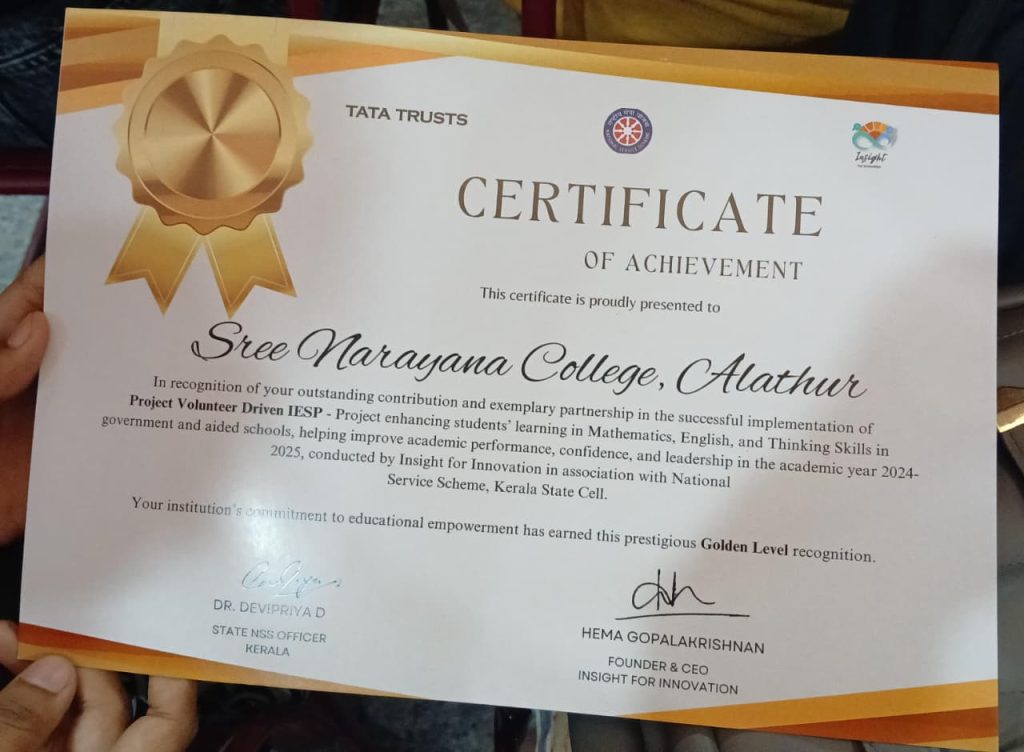 TATA TRUSTS
Insight
CERTIFICATE
OF ACHIEVEMENT
This certificate is proudly presented to
Sree Narayana College, Alathur
In recognition of your outstanding contribution and exemplary partnership in the successful implementation of
Project Volunteer Driven IESP - Project enhancing students' learning in Mathematics, English, and Thinking Skills in
government and aided schools, helping improve academic performance, confidence, and leadership in the academic year 2024-
2025, conducted by Insight for Innovation in association with National
Service Scheme, Kerala State Cell.
Your institution's commitment to educational empowerment has earned this prestigious Golden Level recognition.
DR. DEVIPRIYA D
STATE NSS OFFICER
KERALA
HEMA GOPALAKRISHNAN
FOUNDER & CEO
INSIGHT FOR INNOVATION